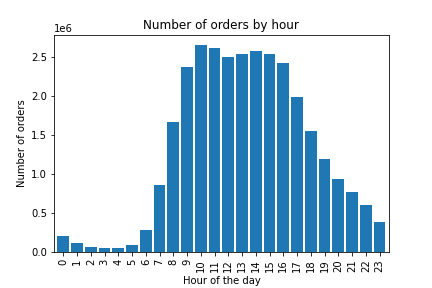 Number of orders by hour
1e6
2.5
2.0
1.5
1.0
0.5
0.0
Number of orders
0 1 2 3 4 5 6 7 8 9 10 11 12 13 14 15 16 17 18 19 20 21 22 23
Hour of the day